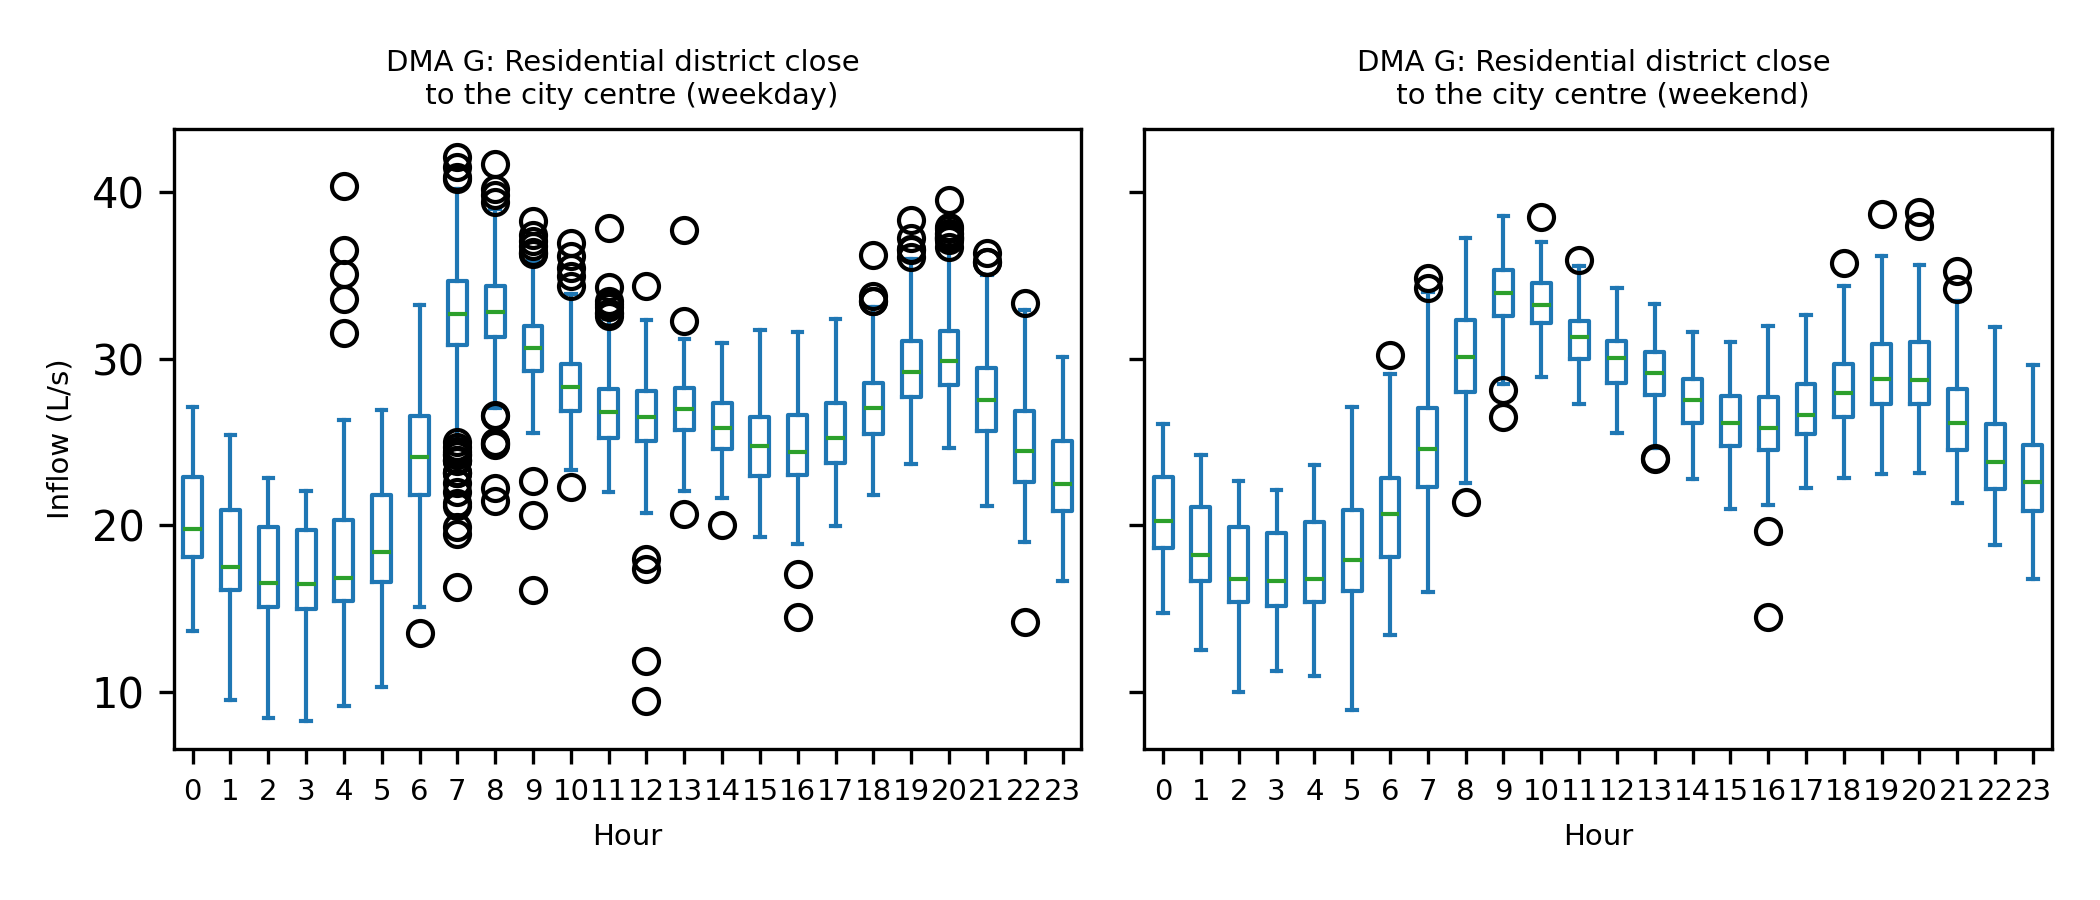 DMA G: Residential district close
to the city centre (weekday)
DMA G: Residential district close
to the city centre (weekend)
40
30
20
10
Inflow (L/s)
0 1 2 3 4 5 6 7 8 9 10 11 12 13 14 15 16 17 18 19 20 21 22 23
0 1 2 3 4 5 6 7 8 9 10 11 12 13 14 15 16 17 18 19 20 21 22 23
Hour
Hour